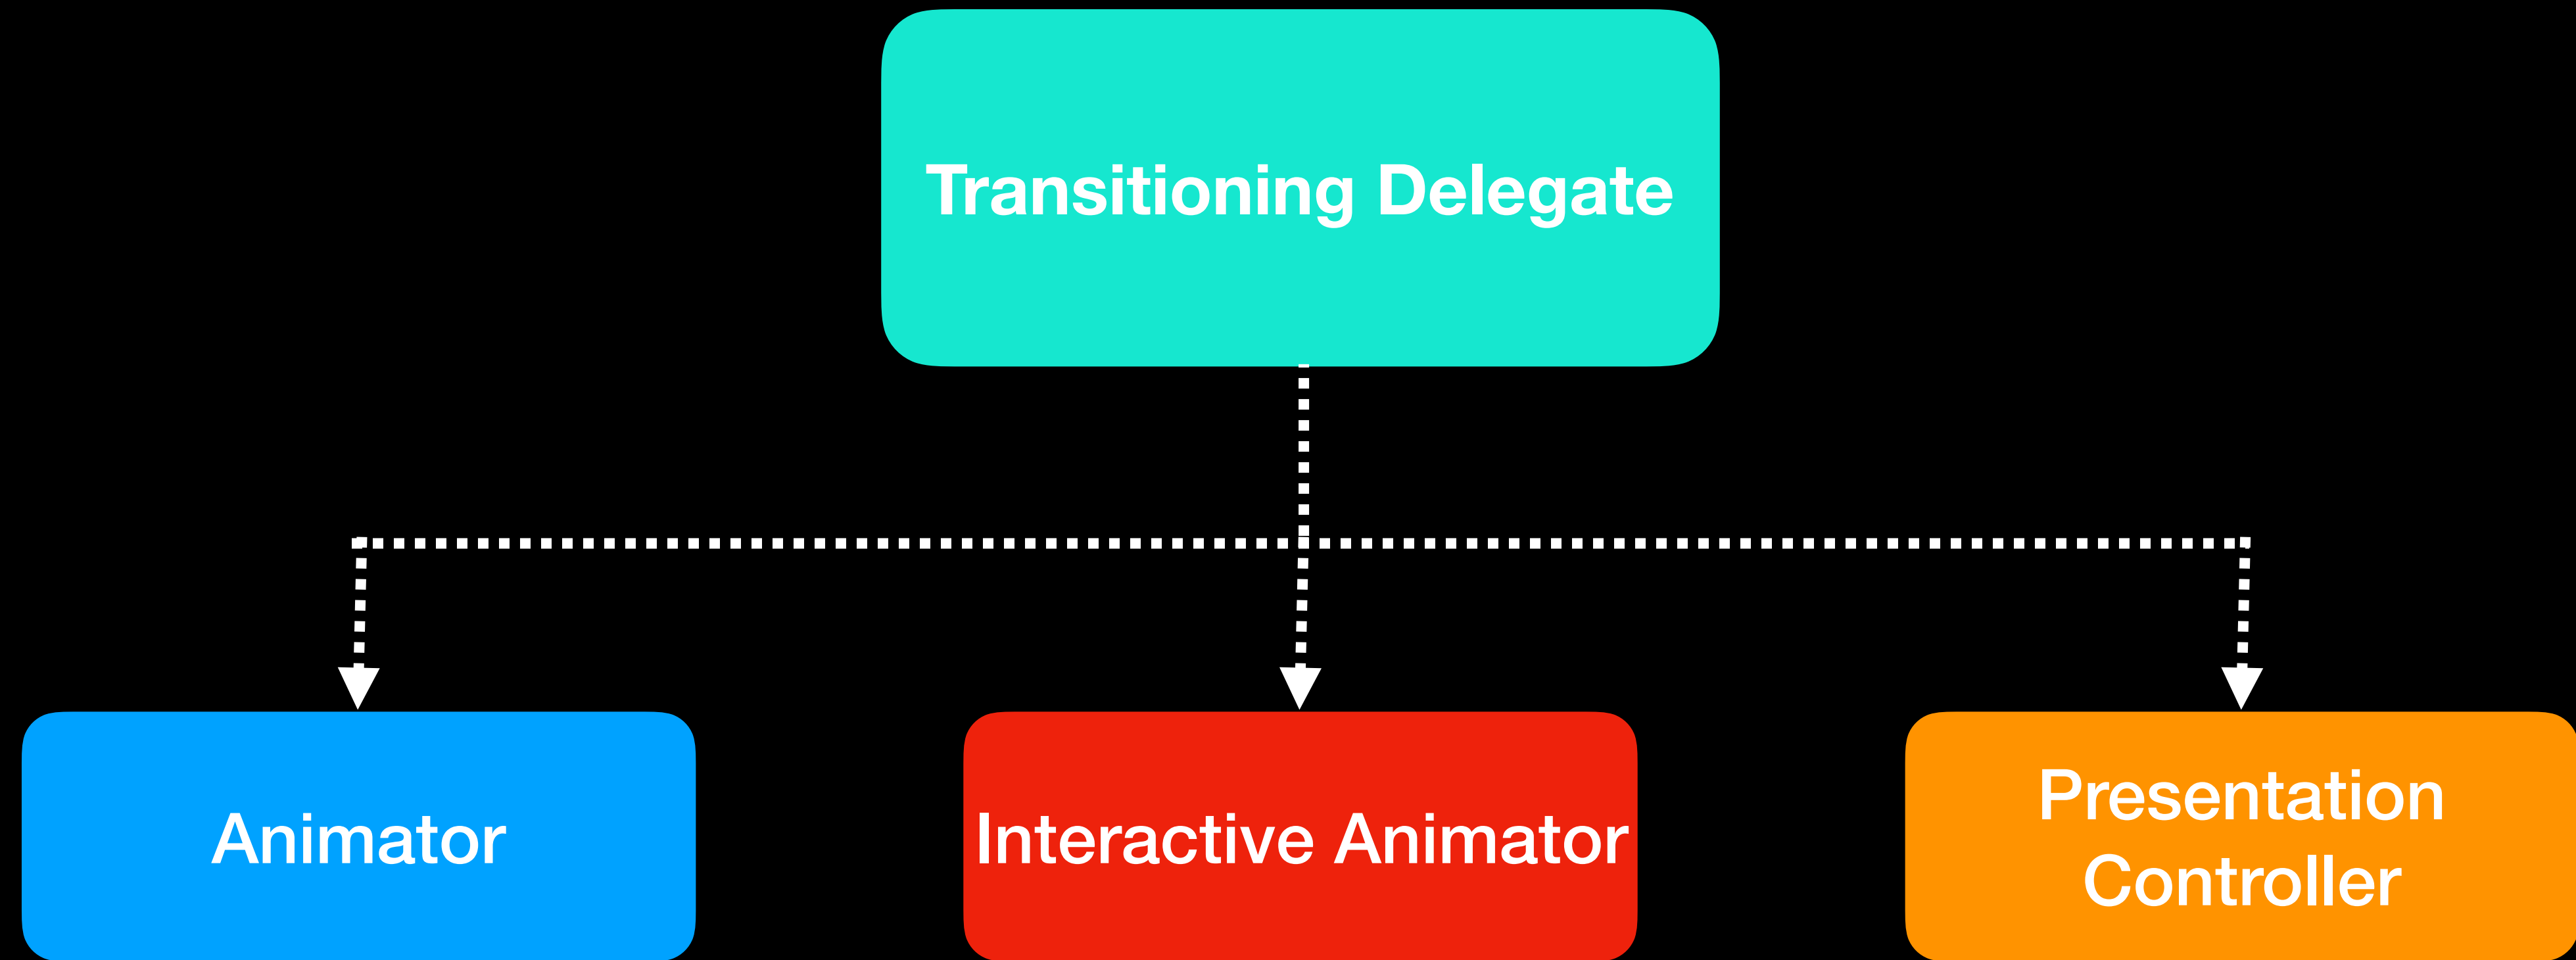 Transitioning Delegate
Animator
Interactive Animator
Presentation
Controller